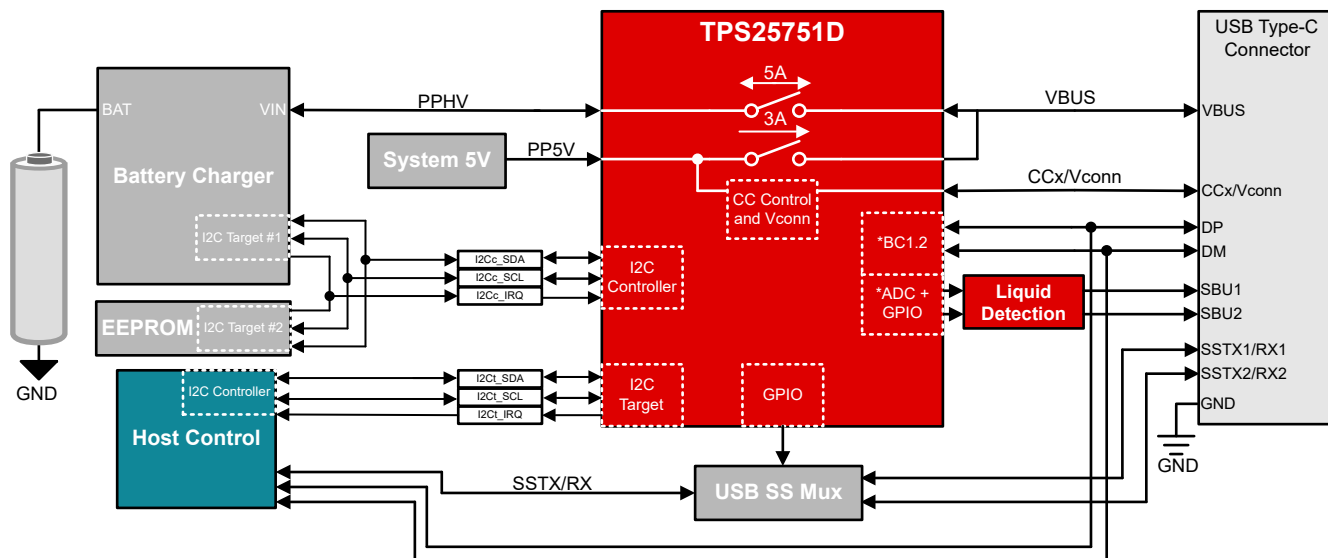 TPS25751D
USB Type-C
Connector
5A
BAT
VIN
PPHV
VBUS
VBUS
3A
System 5V
PP5V
Battery Charger
CC Control
and Vconn
CCx/Vconn
CCx/Vconn
I2C Target #1
*BC1.2
DP
DM
I2Cc_SDA
I2Cc_SCL
I2Cc_IRQ
I2C
Controller
*ADC +
GPIO
Liquid
Detection
SBU1
SBU2
EEPROM
I2C Target #2
SSTX1/RX1
SSTX2/RX2
GND
I2C Controller
I2Ct_SDA
I2Ct_SCL
I2Ct_IRQ
I2C
Target
GPIO
GND
Host Control
GND
SSTX/RX
USB SS Mux